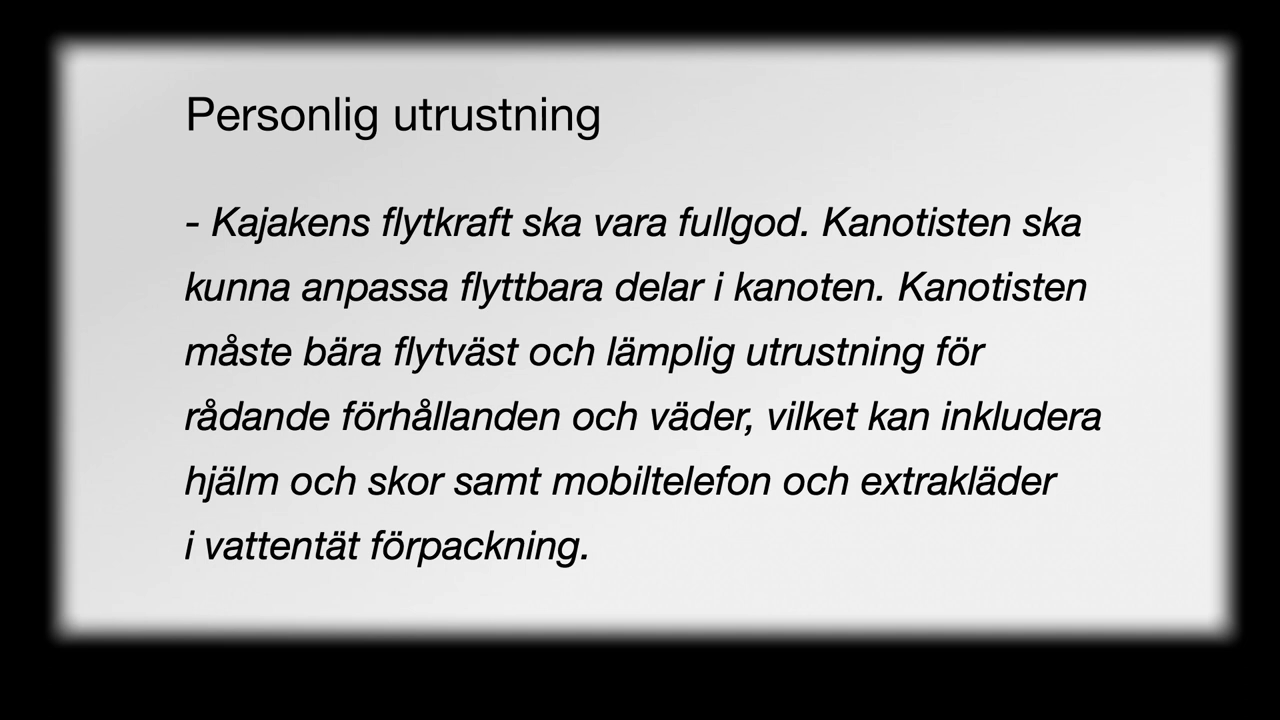 Personlig utrustning
- Kajakens flytkraft ska vara fullgod. Kanotisten ska
kunna anpassa flyttbara delar i kanoten. Kanotisten
måste bära flytväst och lämplig utrustning för
rådande förhållanden och väder, vilket kan inkludera
hjälm och skor samt mobiltelefon och extrakläder
i vattentät förpackning.